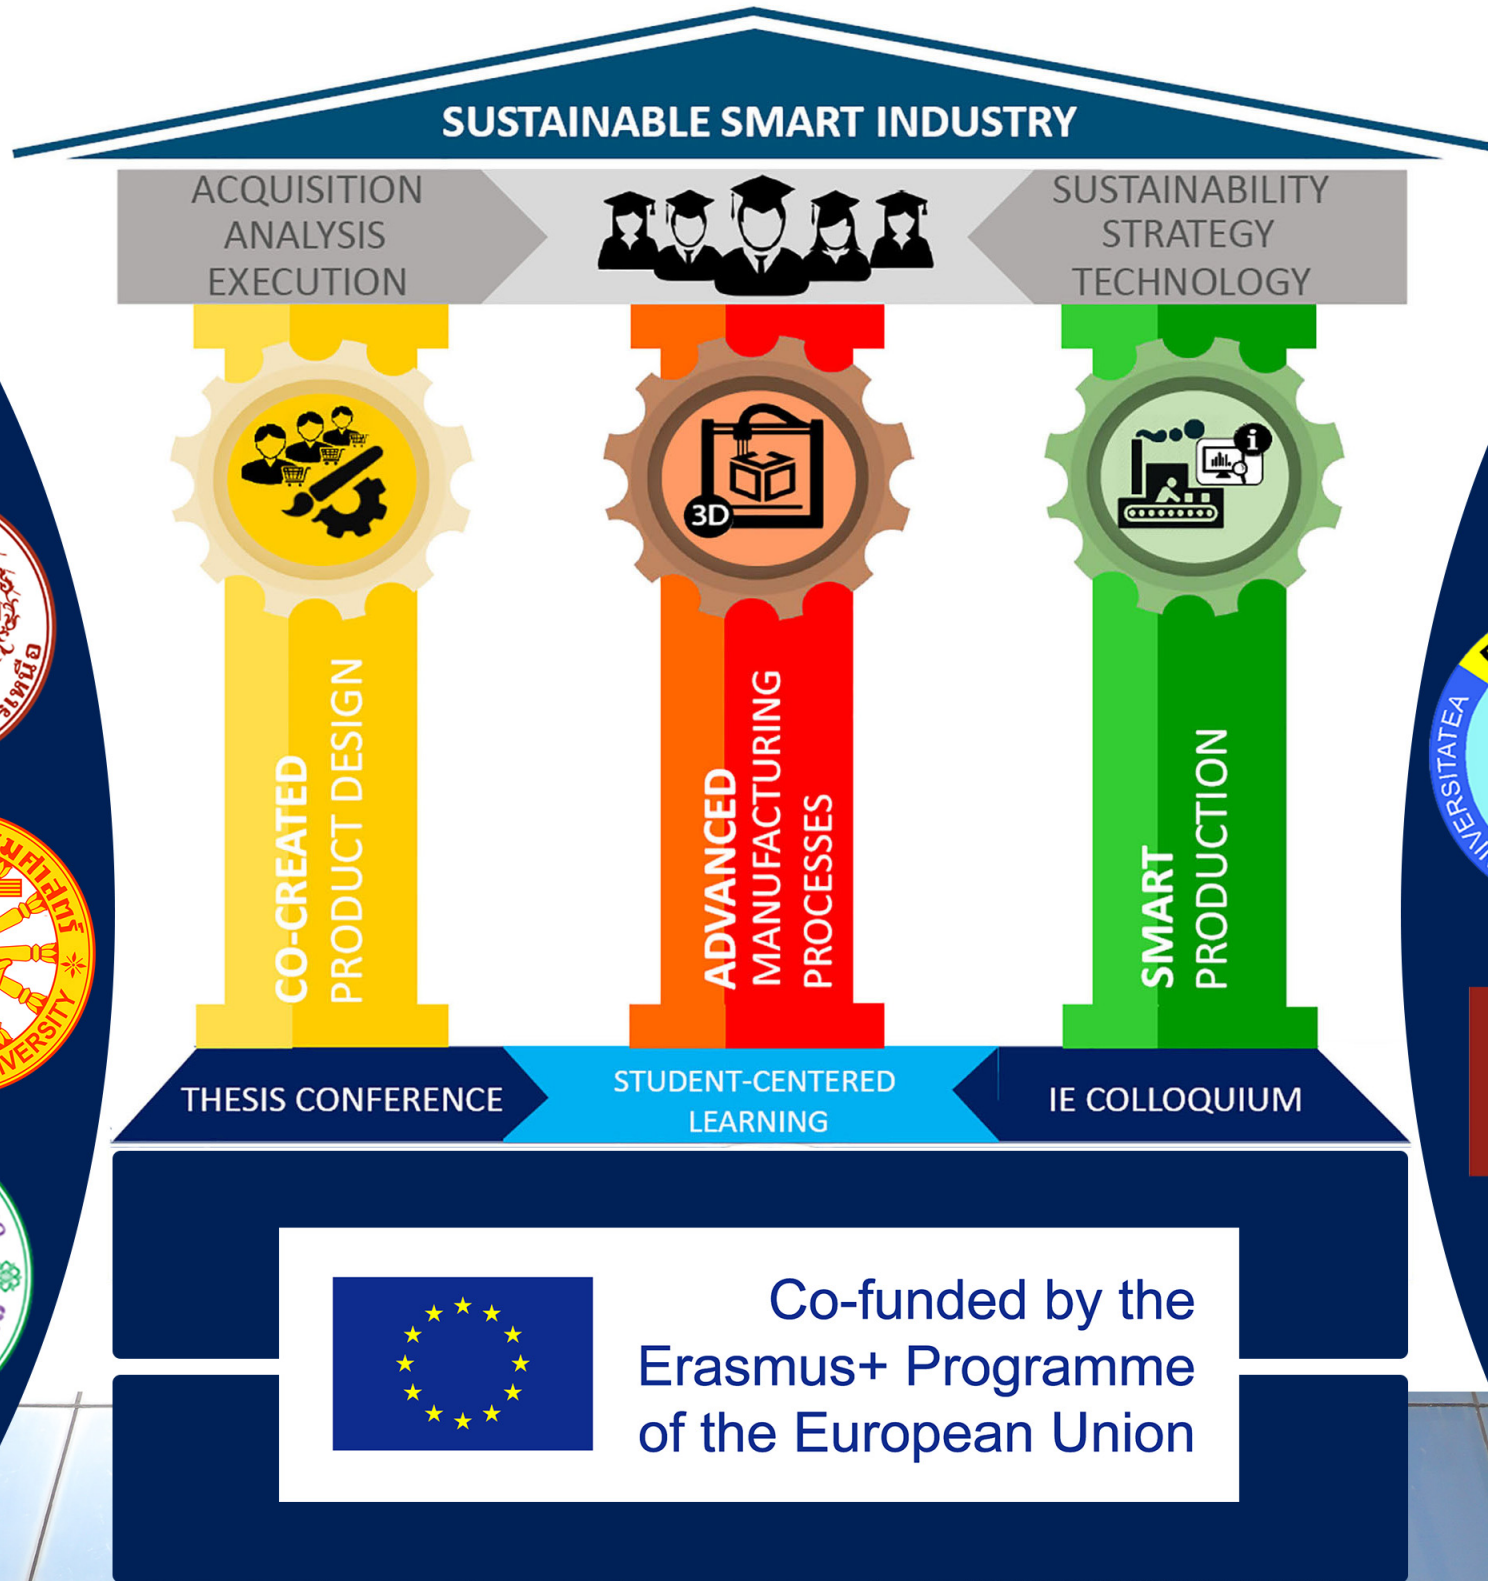 SUSTAINABLE SMART INDUSTRY
ACQUISITION
ANALYSIS
EXECUTION
SUSTAINABILITY
STRATEGY
TECHNOLOGY
i
3D
CO-CREATED
PRODUCT DESIGN
ADVANCED
MANUFACTURING
PROCESSES
SMART
PRODUCTION
THESIS CONFERENCE
STUDENT-CENTERED
LEARNING
IE COLLOQUIUM
Co-funded by the
Erasmus+ Programme
of the European Union